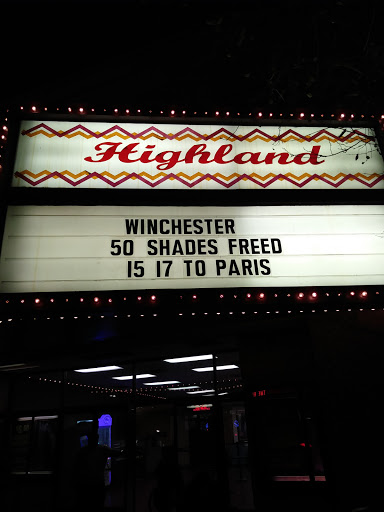 Highland
WINCHESTER
50 SHADES FREED
15 17 TO PARIS